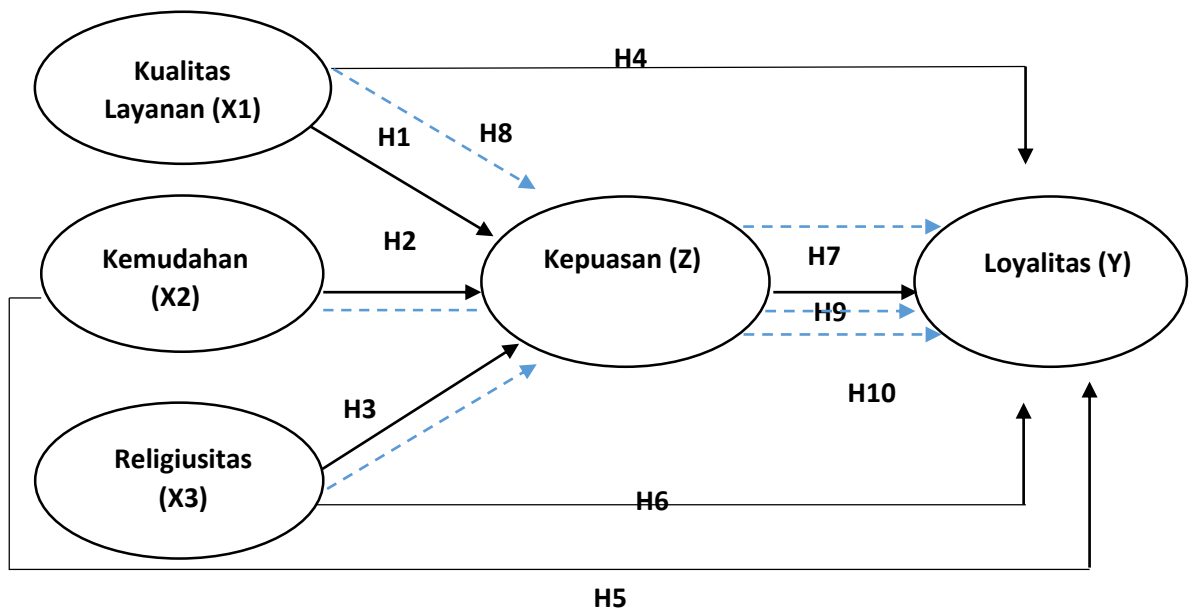 H4
Kualitas
Layanan (X1)
H1
H8
H2
Kemudahan
(X2)
Kepuasan (Z)
H7
Loyalitas (Y)
H9
H3
H10
Religiusitas
(X3)
H6
H5